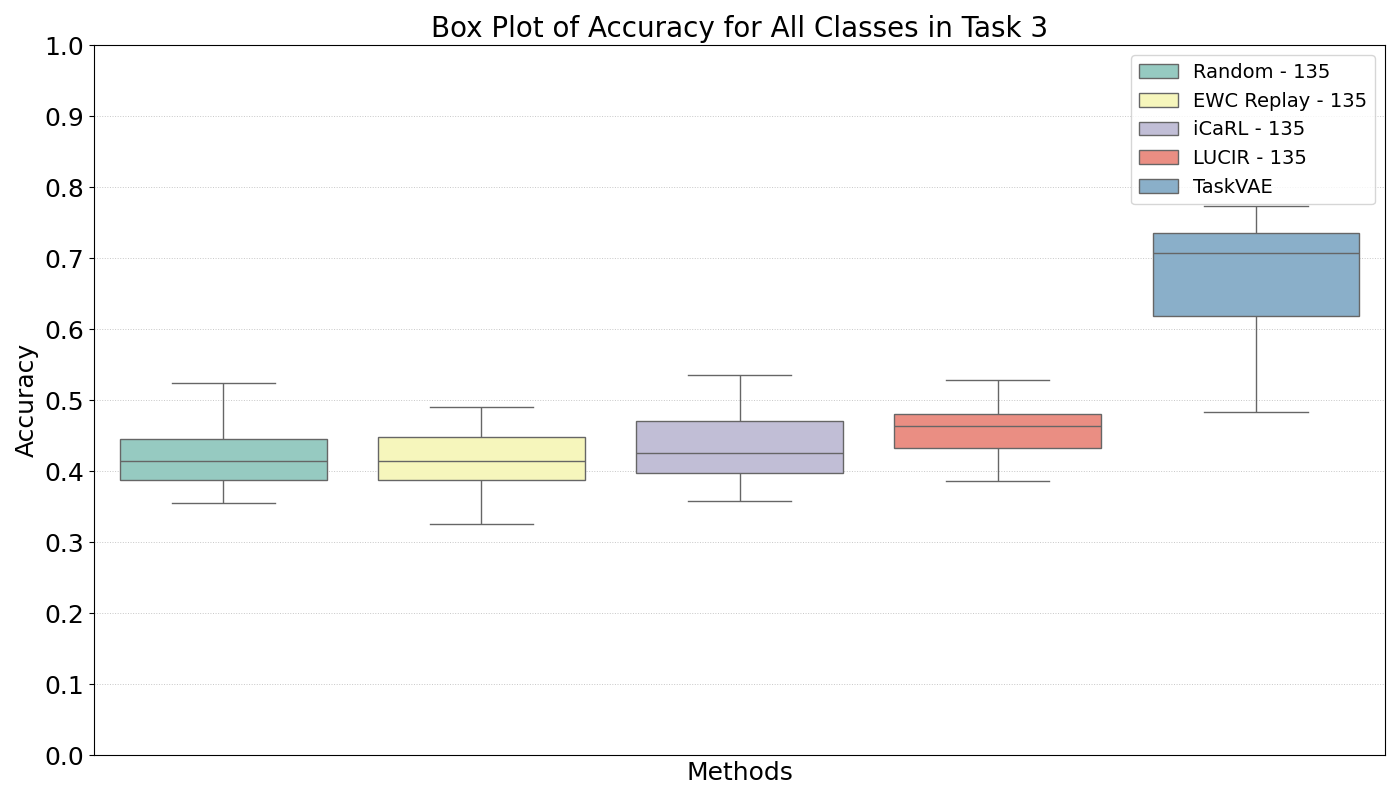 Box Plot of Accuracy for All Classes in Task 3
Random - 135
EWC Replay - 135
iCaRL - 135
LUCIR - 135
TaskVAE
1.0
0.9
0.8
0.7
0.6
0.5
0.4
0.3
0.2
0.1
0.0
Accuracy
Methods